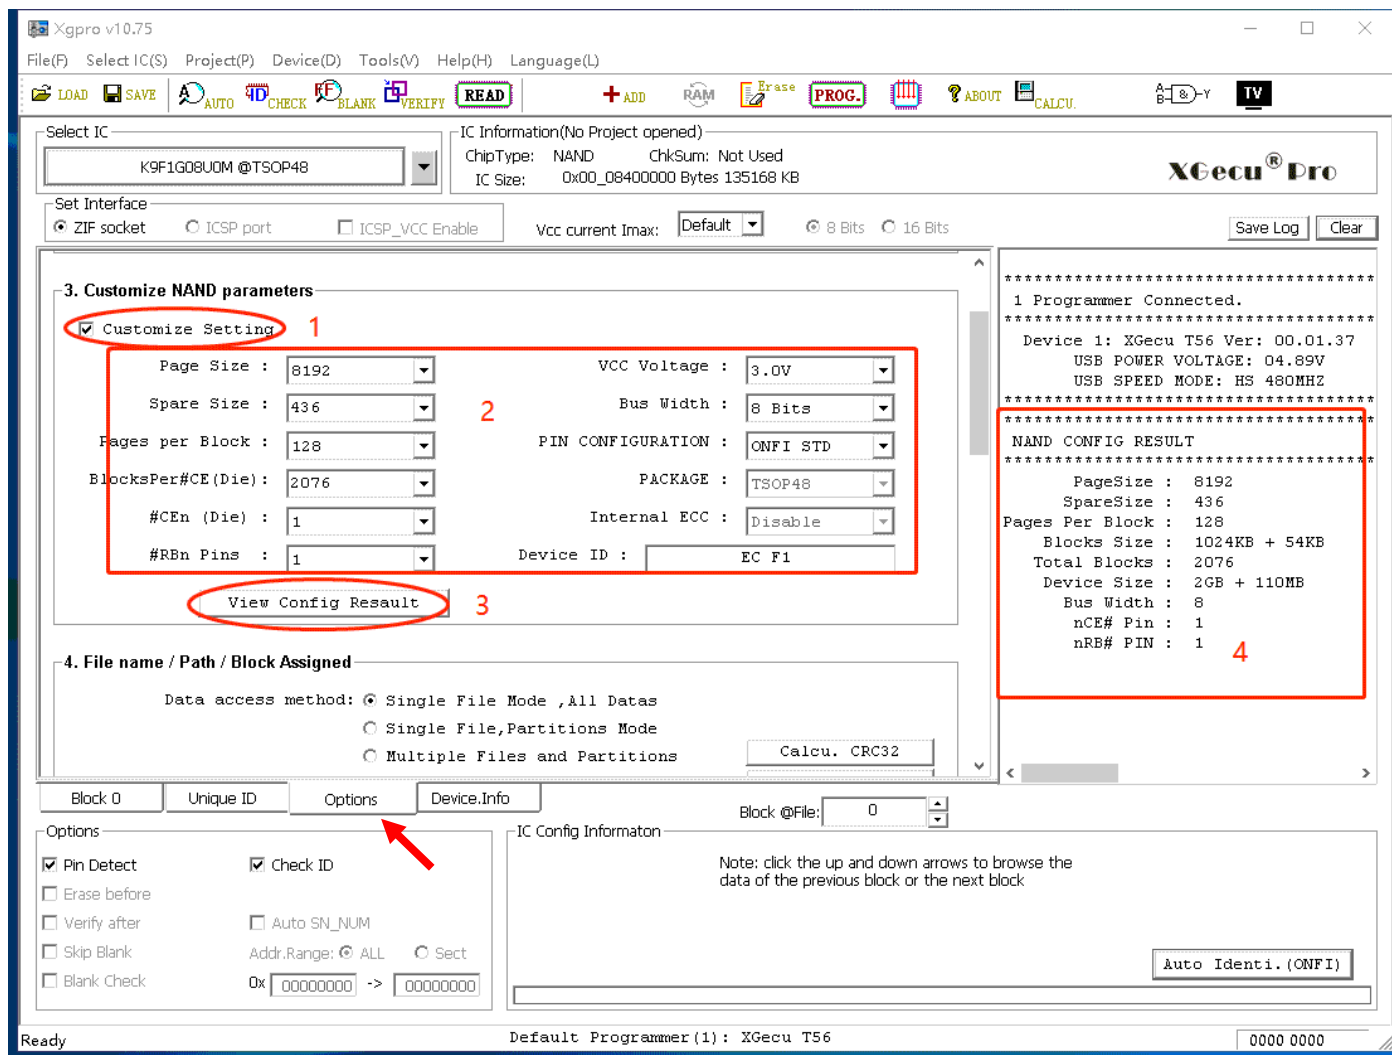 Xgpro v10.75
File(F) Select IC(S) Project(P) Device(D) Tools(V) Help(H) Language(L)
LOAD SAVE AUTO ID CHECK BLANK VERIFY READ ADD RAM Erase PROG. ABOUT CALCU. A B & Y TV
Select IC
K9F1G08U0M @TSOP48
IC Information(No Project opened)
ChipType: NAND ChkSum: Not Used
IC Size: 0x00_08400000 Bytes 135168 KB
XGecu® Pro
Set Interface
ZIF socket ICSP port ICSP_VCC Enable
Vcc current Imax: Default 8 Bits 16 Bits
Save Log Clear
3. Customize NAND parameters
Customize Setting 1
Page Size : 8192 VCC Voltage : 3.0V
Spare Size : 436 2 Bus Width : 8 Bits
Pages per Block : 128 PIN CONFIGURATION : ONFI STD
BlocksPer#CE(Die): 2076 PACKAGE : TSOP48
#CEn (Die) : 1 Internal ECC : Disable
#RBn Pins : 1 Device ID : EC F1
View Config Resault 3
4. File name / Path / Block Assigned
Data access method: Single File Mode ,All Datas
Single File,Partitions Mode
Multiple Files and Partitions Calcu. CRC32
*************************************
1 Programmer Connected.
*************************************
Device 1: XGecu T56 Ver: 00.01.37
USB POWER VOLTAGE: 04.89V
USB SPEED MODE: HS 480MHZ
*************************************
*************************************
NAND CONFIG RESULT
*************************************
PageSize : 8192
SpareSize : 436
Pages Per Block : 128
Blocks Size : 1024KB + 54KB
Total Blocks : 2076
Device Size : 2GB + 110MB
Bus Width : 8
nCE# Pin : 1
nRB# PIN : 1
4
Block 0 Unique ID Options Device.Info
Block @File: 0
Options
Pin Detect Check ID
Erase before
Verify after Auto SN_NUM
Skip Blank Addr.Range: ALL Sect
Blank Check 0x 00000000 -> 00000000
IC Config Informaton
Note: click the up and down arrows to browse the
data of the previous block or the next block
Auto Identi.(ONFI)
Ready Default Programmer(1): XGecu T56 0000 0000